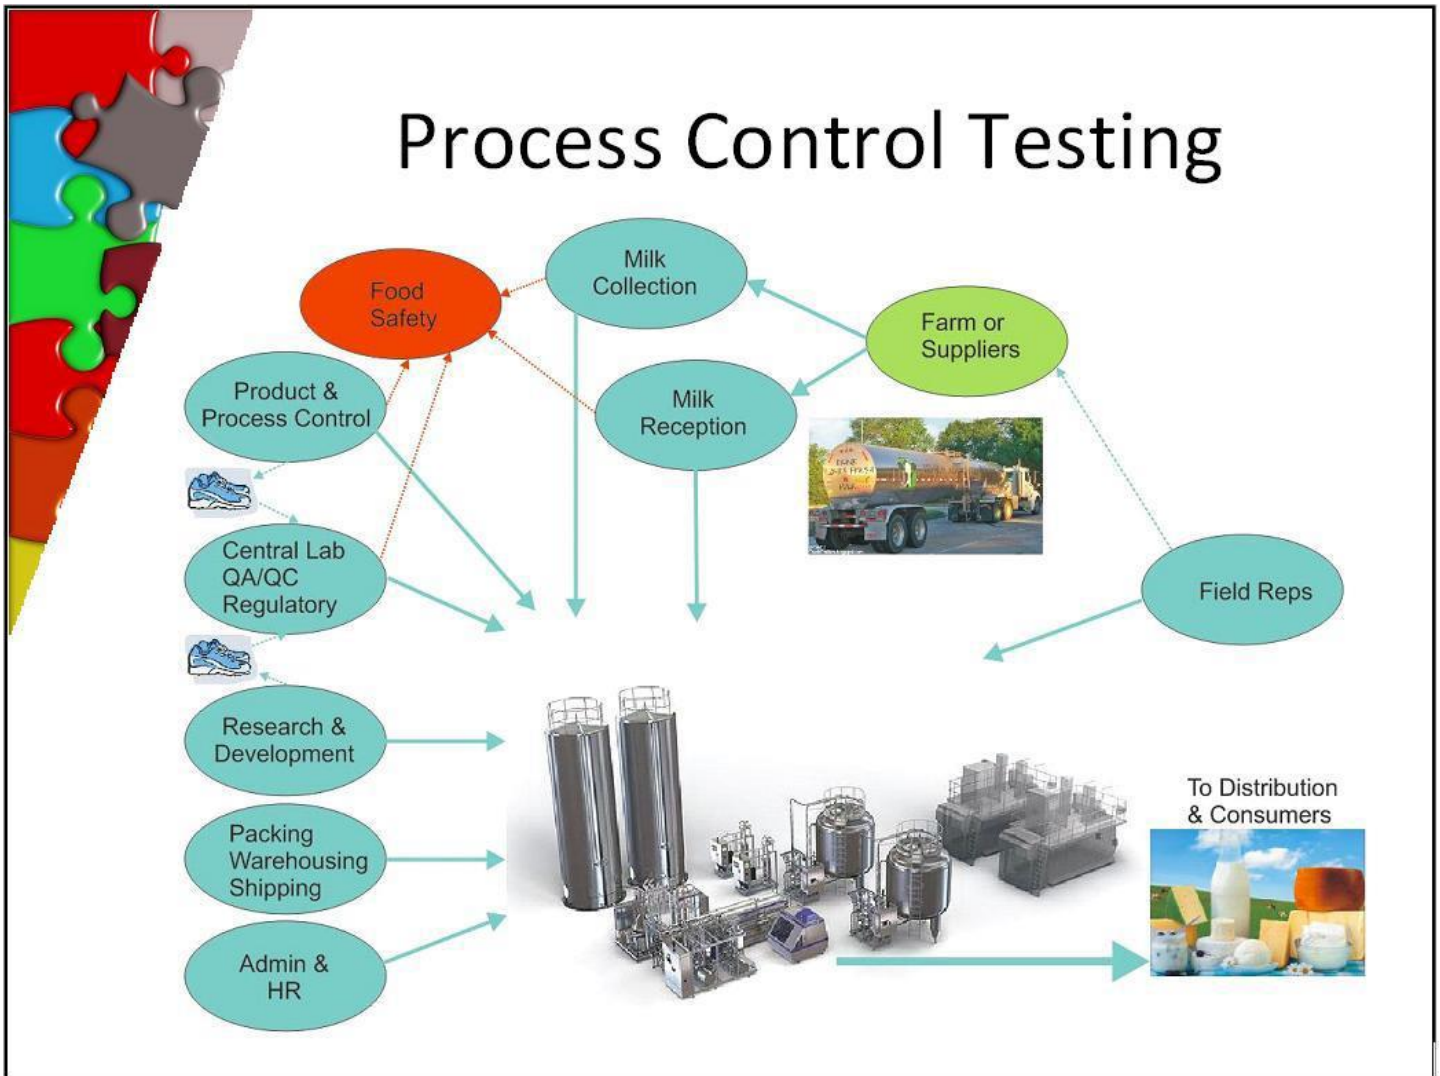 Process Control Testing
Milk
Collection
Food
Safety
Farm or
Suppliers
Product &
Process Control
Milk
Reception
Central Lab
QA/QC
Regulatory
Field Reps
Research &
Development
To Distribution
& Consumers
Packing
Warehousing
Shipping
Admin &
HR